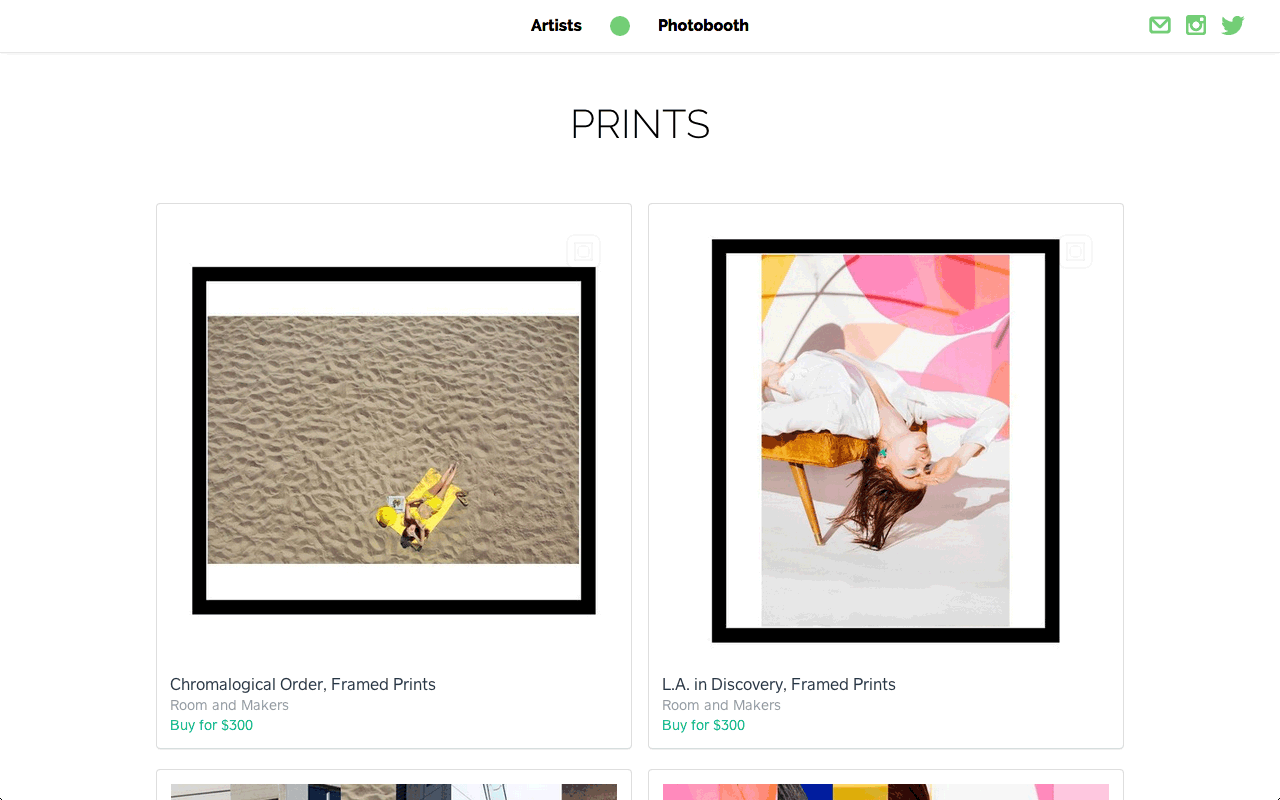 Artists Photobooth
PRINTS
Chromalogical Order, Framed Prints
Room and Makers
Buy for $300
L.A. in Discovery, Framed Prints
Room and Makers
Buy for $300